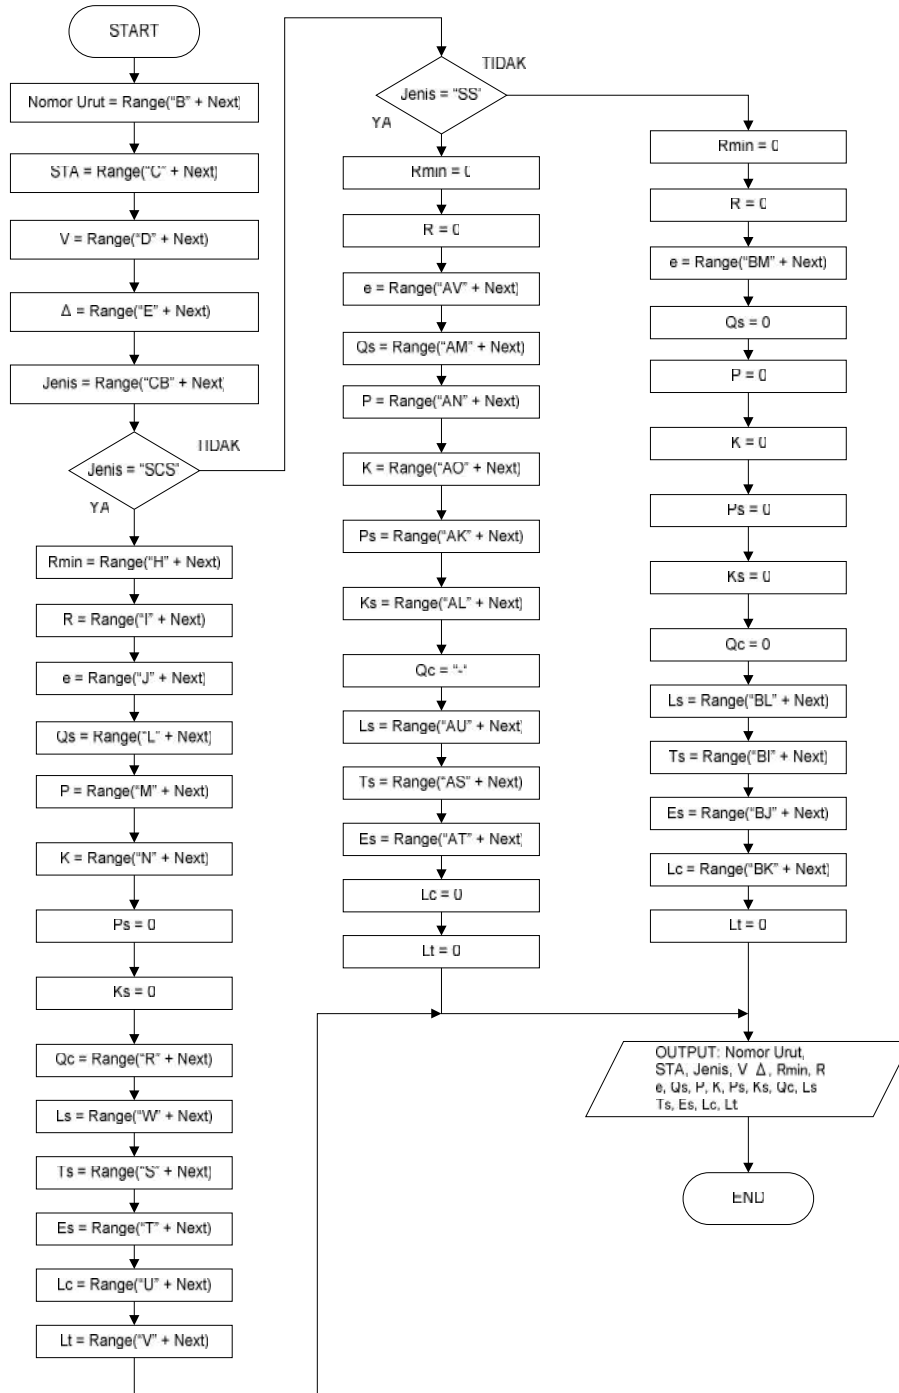 START
Nomor Urut = Range("B" + Next)
STA = Range("C" + Next)
V = Range("D" + Next)
Δ = Range("E" + Next)
Jenis = Range("CB" + Next)
Jenis = "SCS"
TIDAK
YA
Rmin = Range("H" + Next)
R = Range("I" + Next)
e = Range("J" + Next)
Qs = Range("L" + Next)
P = Range("M" + Next)
K = Range("N" + Next)
Ps = 0
Ks = 0
Qc = Range("R" + Next)
Ls = Range("W" + Next)
Ts = Range("S" + Next)
Es = Range("T" + Next)
Lc = Range("U" + Next)
Lt = Range("V" + Next)
Jenis = "SS"
TIDAK
YA
Rmin = 0
R = 0
e = Range("AV" + Next)
Qs = Range("AM" + Next)
P = Range("AN" + Next)
K = Range("AO" + Next)
Ps = Range("AK" + Next)
Ks = Range("AL" + Next)
Qc = "-"
Ls = Range("AU" + Next)
Ts = Range("AS" + Next)
Es = Range("AT" + Next)
Lc = 0
Lt = 0
Rmin = 0
R = 0
e = Range("BM" + Next)
Qs = 0
P = 0
K = 0
Ps = 0
Ks = 0
Qc = 0
Ls = Range("BL" + Next)
Ts = Range("BI" + Next)
Es = Range("BJ" + Next)
Lc = Range("BK" + Next)
Lt = 0
OUTPUT: Nomor Urut,
STA, Jenis, V Δ, Rmin, R
e, Qs, P, K, Ps, Ks, Qc, Ls
Ts, Es, Lc, Lt
END